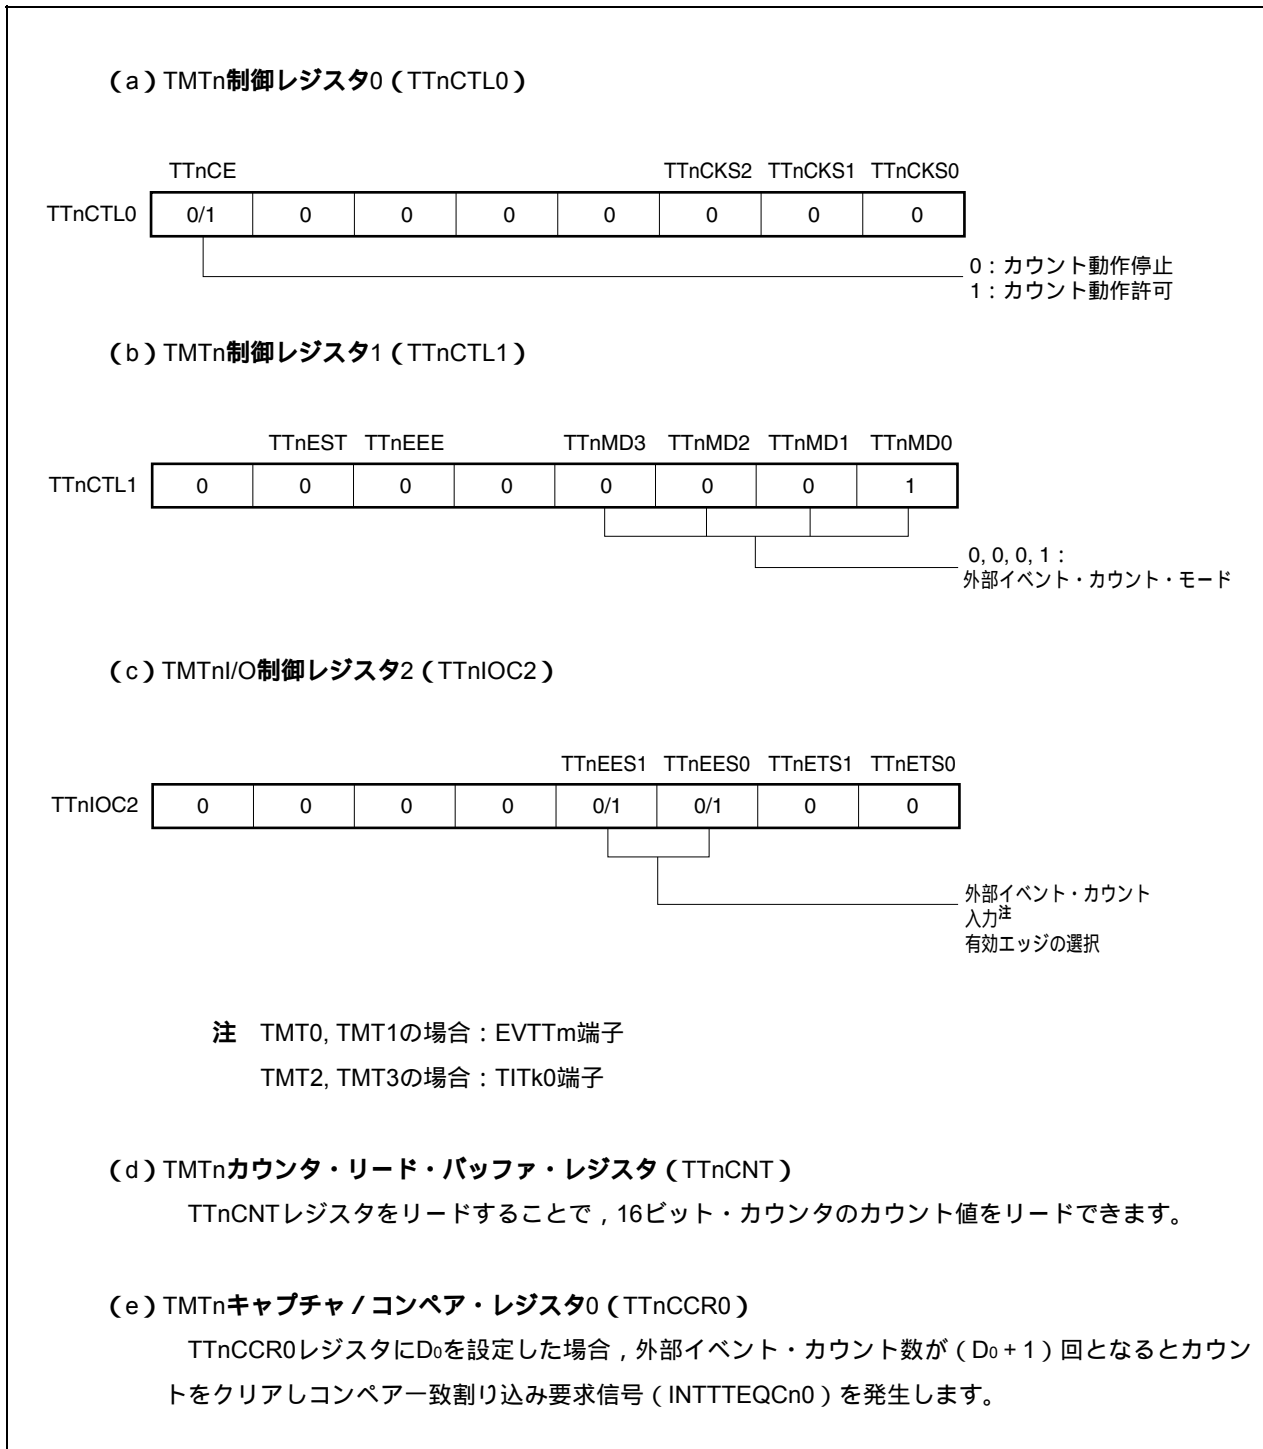 (a)TMTn制御レジスタ0(TTnCTL0)
TTnCE TTnCKS2 TTnCKS1 TTnCKS0
TTnCTL0 0/1 0 0 0 0 0 0 0
0:カウント動作停止
1:カウント動作許可
(b)TMTn制御レジスタ1(TTnCTL1)
TTnEST TTnEEE TTnMD3 TTnMD2 TTnMD1 TTnMD0
TTnCTL1 0 0 0 0 0 0 0 1
0, 0, 0, 1:
外部イベント・カウント・モード
(c)TMTnI/O制御レジスタ2(TTnIOC2)
TTnEES1 TTnEES0 TTnETS1 TTnETS0
TTnIOC2 0 0 0 0 0/1 0/1 0 0
外部イベント・カウント
入力注
有効エッジの選択
注 TMT0, TMT1の場合:EVTTm端子
TMT2, TMT3の場合:TITk0端子
(d)TMTnカウンタ・リード・バッファ・レジスタ(TTnCNT)
TTnCNTレジスタをリードすることで,16ビット・カウンタのカウント値をリードできます。
(e)TMTnキャプチャ/コンペア・レジスタ0(TTnCCR0)
TTnCCR0レジスタにD0を設定した場合,外部イベント・カウント数が(D0+1)回となるとカウン
トをクリアしコンペア一致割り込み要求信号(INTTTEQCn0)を発生します。